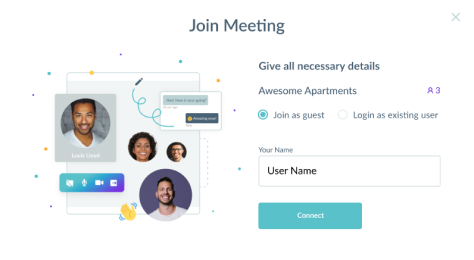 Join Meeting
Give all necessary details
Awesome Apartments
3
Join as guest
Login as existing user
Your Name
User Name
Connect
Louis Litt